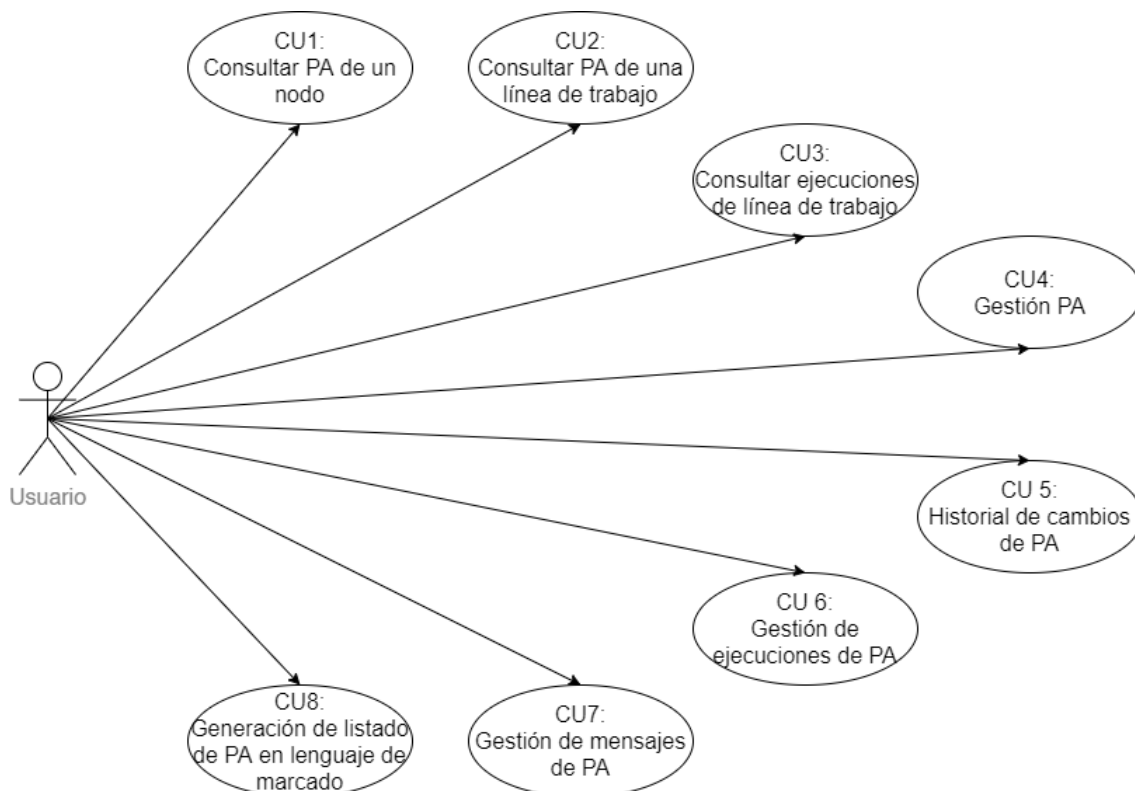 CU1:
Consultar PA de un
nodo
CU2:
Consultar PA de una
línea de trabajo
CU3:
Consultar ejecuciones
de línea de trabajo
CU4:
Gestión PA
Usuario
CU 5:
Historial de cambios
de PA
CU 6:
Gestión de
ejecuciones de PA
CU8:
Generación de listado
de PA en lenguaje de
marcado
CU7:
Gestión de mensajes
de PA